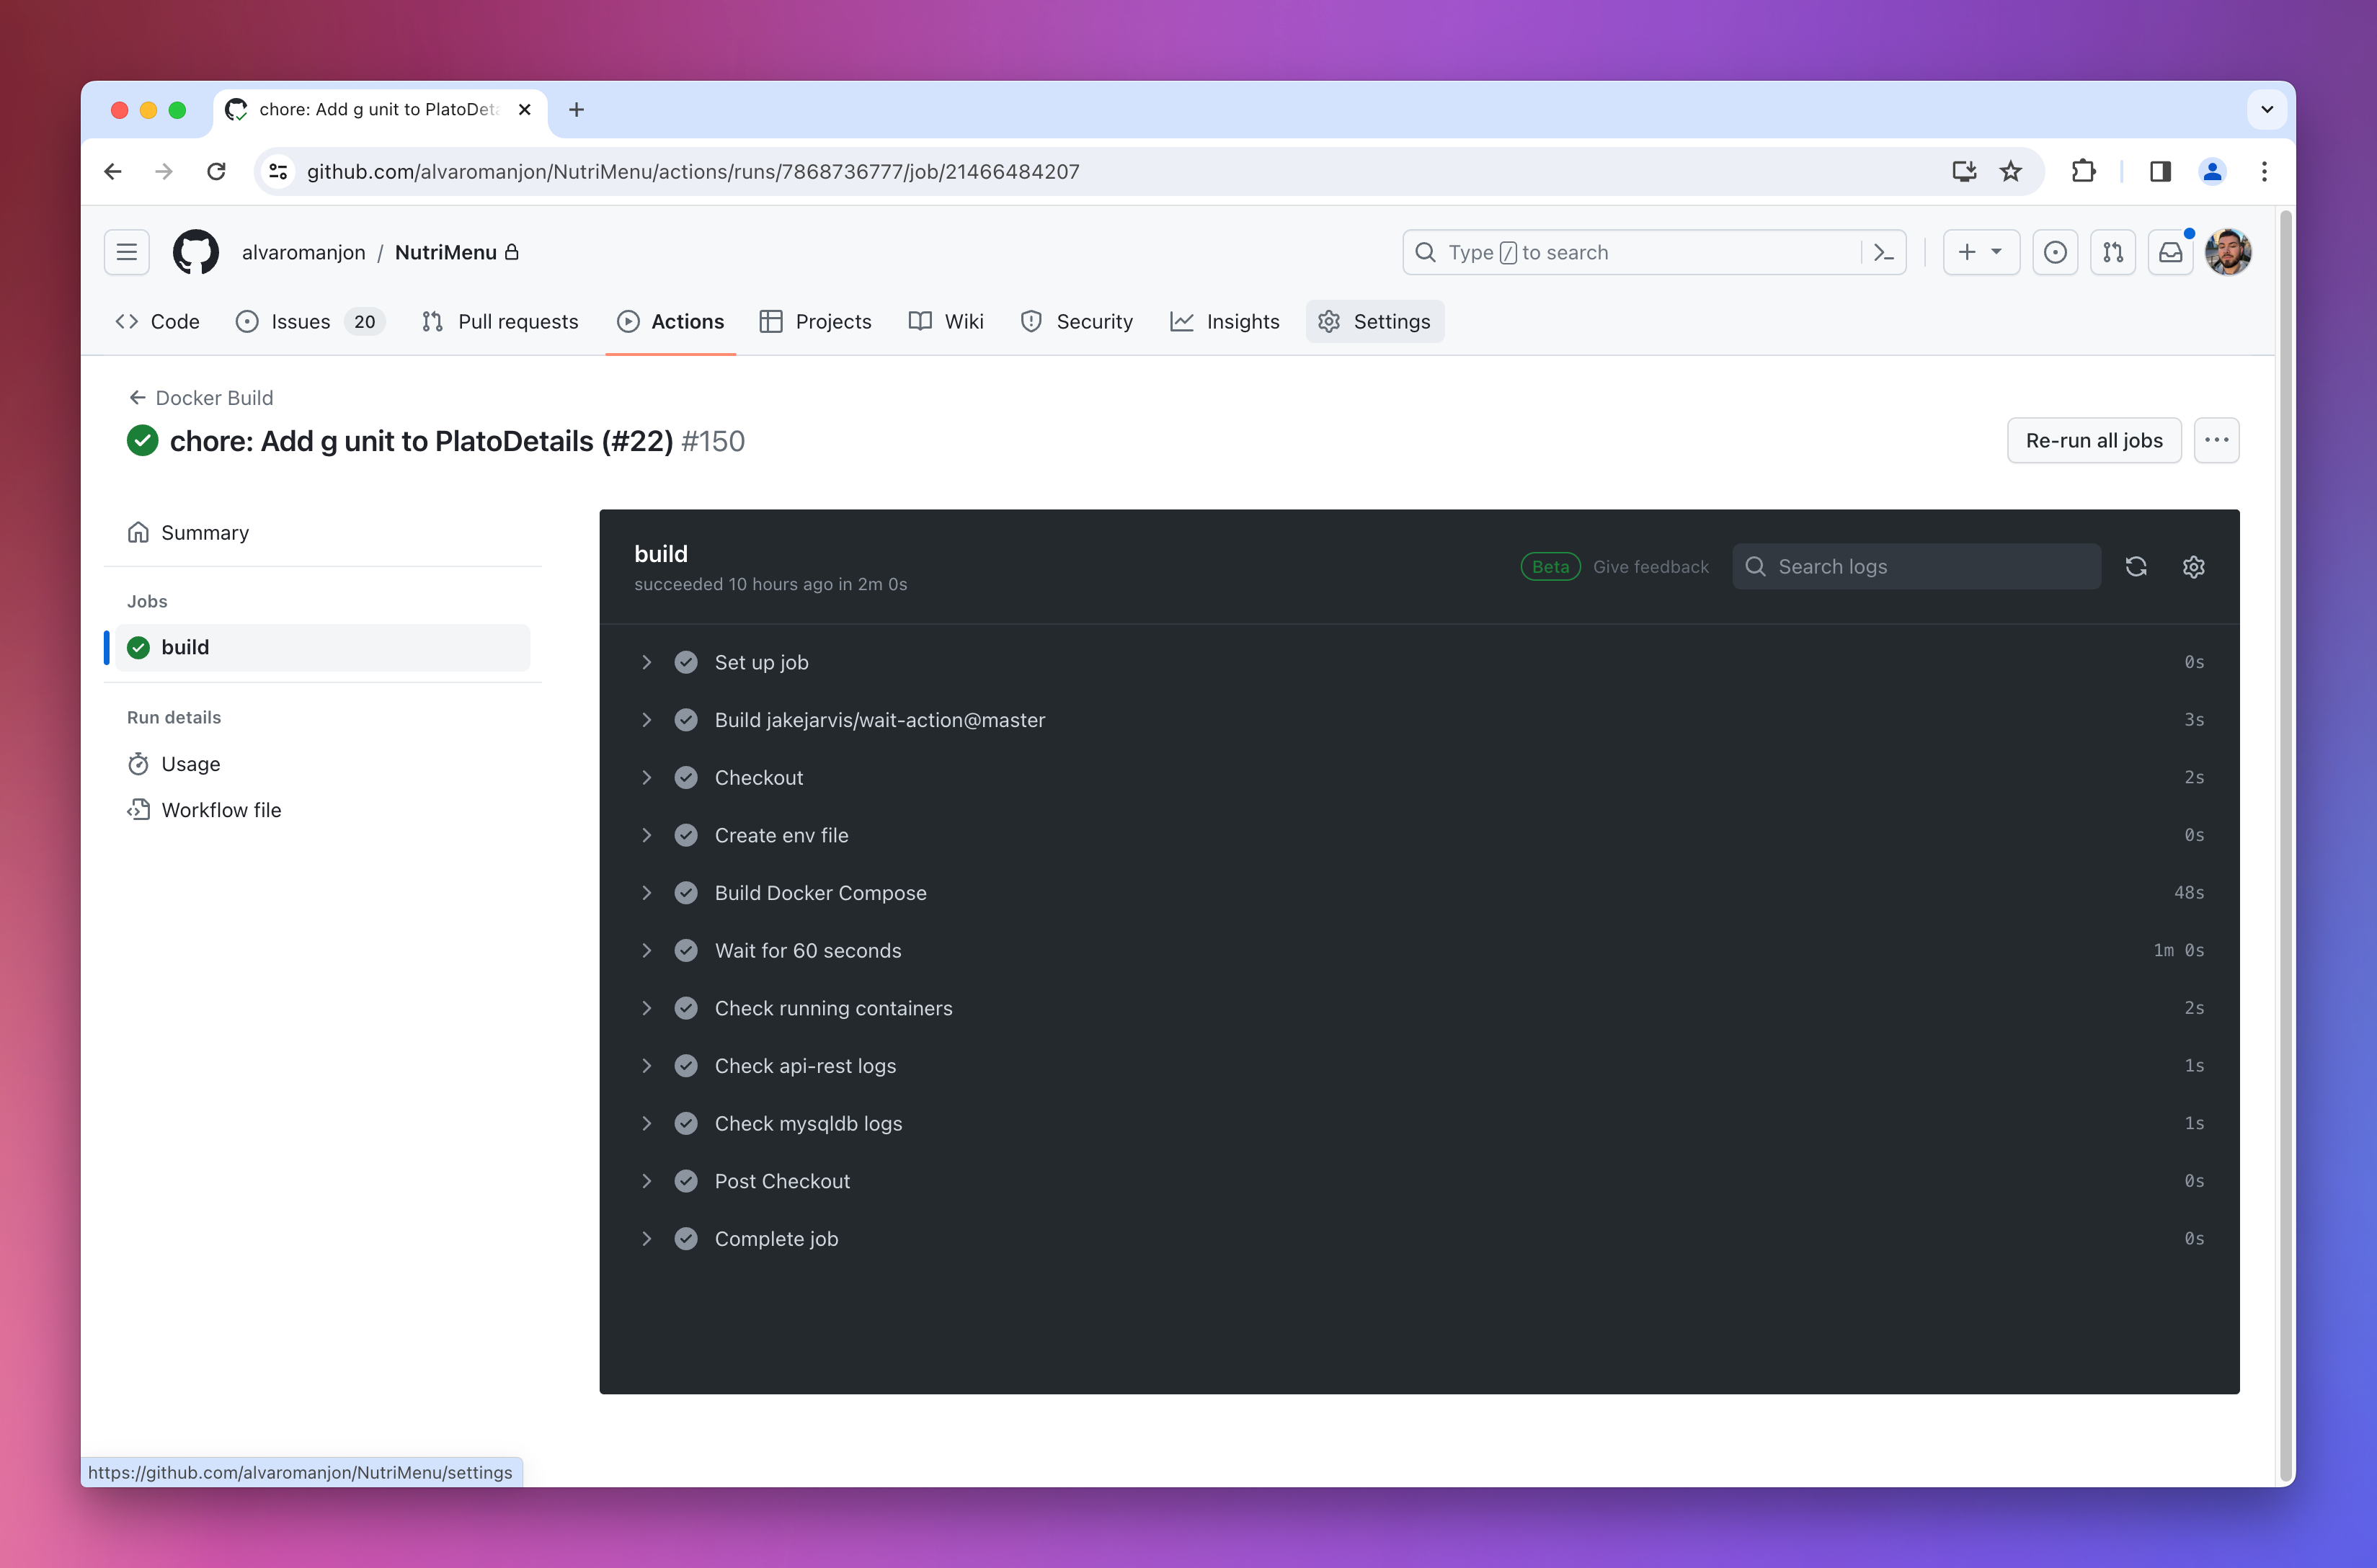 chore: Add g unit to PlatoDeta
github.com/alvaromanjon/NutriMenu/actions/runs/7868736777/job/21466484207
alvaromanjon / NutriMenu
Type / to search
Code
Issues 20
Pull requests
Actions
Projects
Wiki
Security
Insights
Settings
Docker Build
chore: Add g unit to PlatoDetails (#22) #150
Re-run all jobs
Summary
Jobs
build
Run details
Usage
Workflow file
build
succeeded 10 hours ago in 2m 0s
Beta
Give feedback
Search logs
Set up job 0s
Build jakejarvis/wait-action@master 3s
Checkout 2s
Create env file 0s
Build Docker Compose 48s
Wait for 60 seconds 1m 0s
Check running containers 2s
Check api-rest logs 1s
Check mysqldb logs 1s
Post Checkout 0s
Complete job 0s
https://github.com/alvaromanjon/NutriMenu/settings